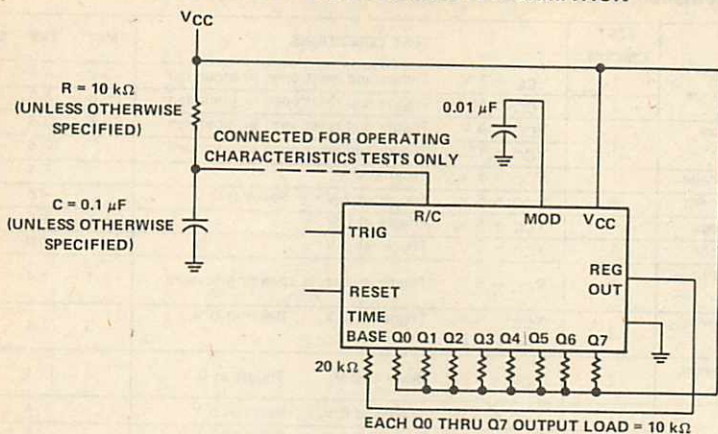 VCC
R = 10 kΩ
(UNLESS OTHERWISE
SPECIFIED)
0.01 μF
CONNECTED FOR OPERATING
CHARACTERISTICS TESTS ONLY
C = 0.1 μF
(UNLESS OTHERWISE
SPECIFIED)
R/C MOD VCC
TRIG
REG
OUT
RESET
TIME
BASE Q0 Q1 Q2 Q3 Q4 Q5 Q6 Q7
20 kΩ
EACH Q0 THRU Q7 OUTPUT LOAD = 10 kΩ